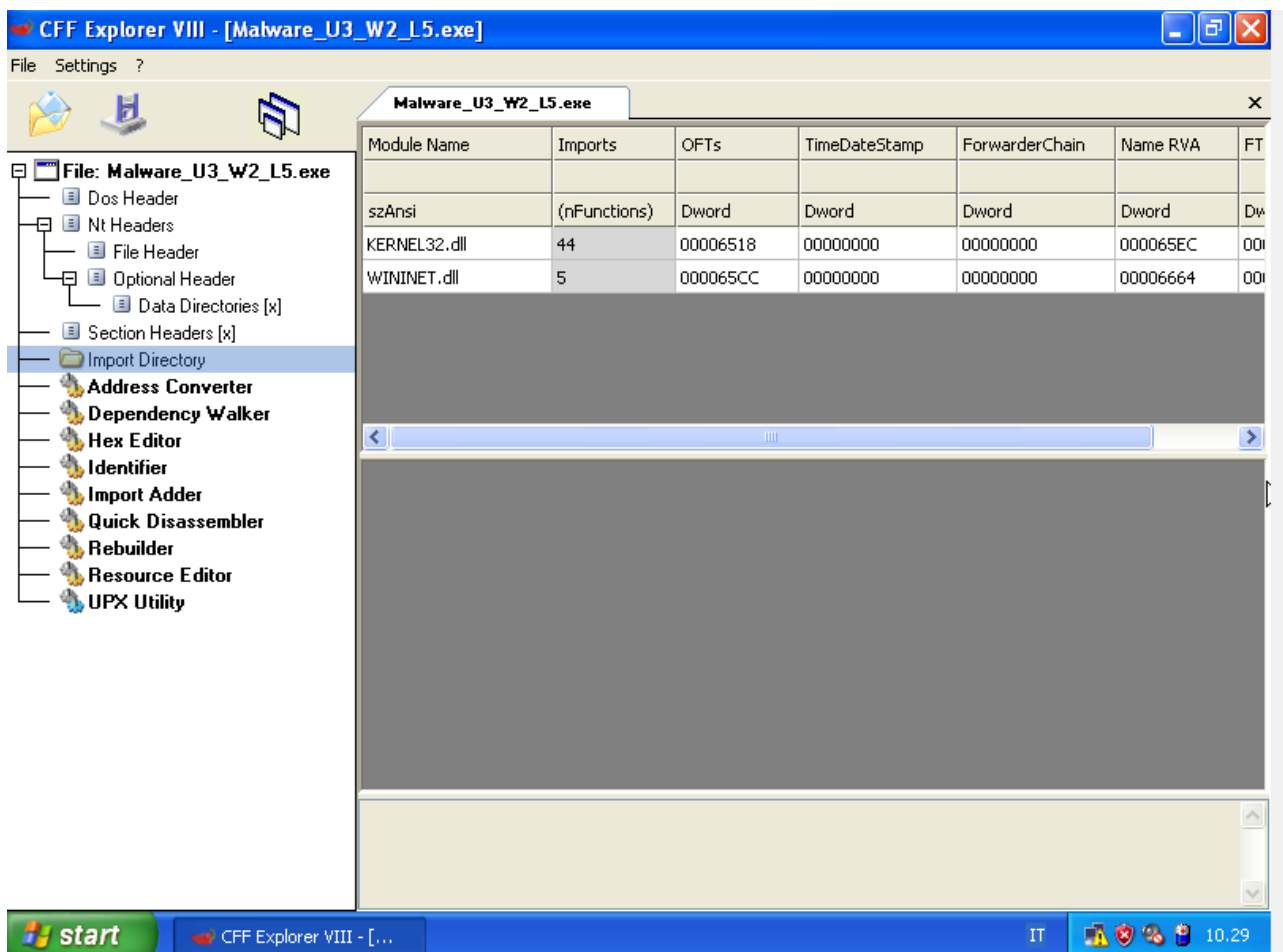 CFF Explorer VIII - [Malware_U3_W2_L5.exe]
File Settings ?
Malware_U3_W2_L5.exe
File: Malware_U3_W2_L5.exe
Dos Header
Nt Headers
File Header
Optional Header
Data Directories [x]
Section Headers [x]
Import Directory
Address Converter
Dependency Walker
Hex Editor
Identifier
Import Adder
Quick Disassembler
Rebuilder
Resource Editor
UPX Utility
Module Name Imports OFTs TimeDateStamp ForwarderChain Name RVA FT
szAnsi (nFunctions) Dword Dword Dword Dword Dw
KERNEL32.dll 44 00006518 00000000 00000000 000065EC 00
WININET.dll 5 000065CC 00000000 00000000 00006664 00
start CFF Explorer VIII - [... IT 10.29